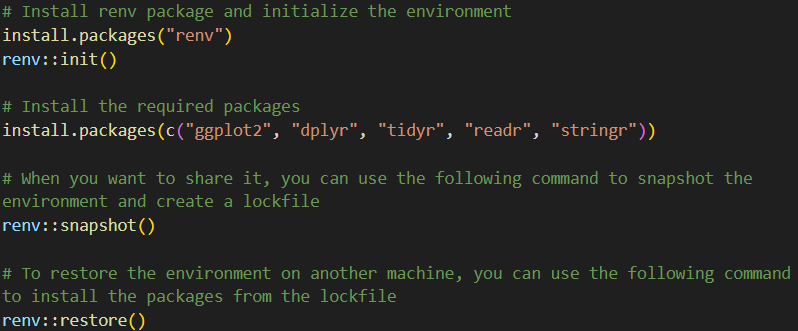 # Install renv package and initialize the environment
install.packages("renv")
renv::init()
# Install the required packages
install.packages(c("ggplot2", "dplyr", "tidyr", "readr", "stringr"))
# When you want to share it, you can use the following command to snapshot the
environment and create a lockfile
renv::snapshot()
# To restore the environment on another machine, you can use the following command
to install the packages from the lockfile
renv::restore()